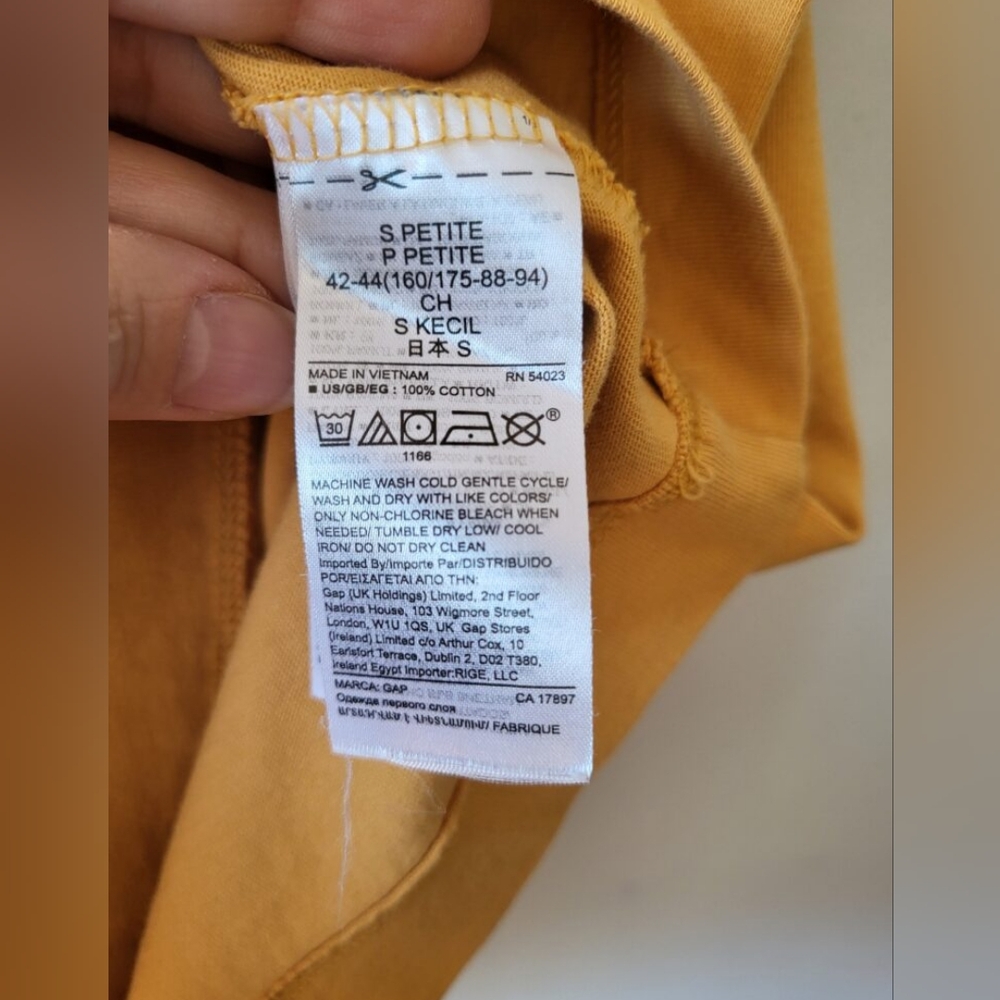 S PETITE
P PETITE
42-44(160/175-88-94)
CH
S KECIL
日本 S
MADE IN VIETNAM RN 54023
■ US/GB/EG : 100% COTTON
30
®
1166
MACHINE WASH COLD GENTLE CYCLE/
WASH AND DRY WITH LIKE COLORS/
ONLY NON-CHLORINE BLEACH WHEN
NEEDED/ TUMBLE DRY LOW/ COOL
IRON/ DO NOT DRY CLEAN
Imported By/Importe Par/DISTRIBUIDO
POR/ΕΙΣΑΓΕΤΑΙ ΑΠΟ ΤΗΝ:
Gap (UK Holdings) Limited, 2nd Floor
Nations House, 103 Wigmore Street,
London, W1U 1QS, UK Gap Stores
(Ireland) Limited c/o Arthur Cox, 10
Earlsfort Terrace, Dublin 2, D02 T380,
Ireland Egypt Importer:RIGE, LLC
MARCA: GAP CA 17897
Одежде первого слоя
FABRIQUE